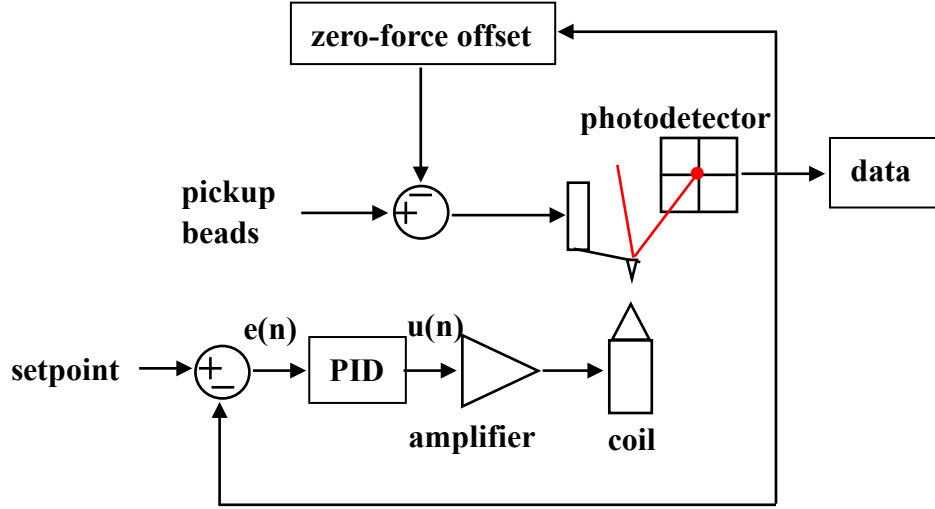 zero-force offset
photodetector
data
pickup
beads
+
−
e(n)
u(n)
setpoint
+
−
PID
amplifier
coil